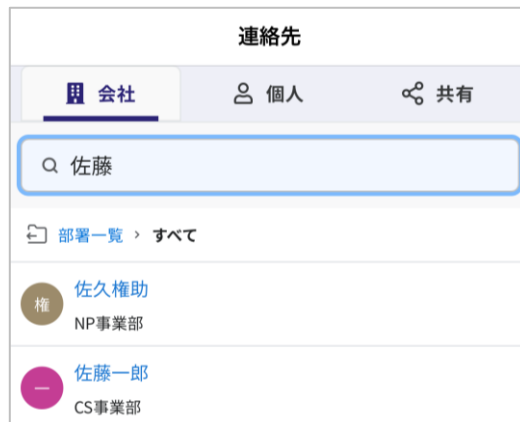 連絡先
会社 個人 共有
佐藤
部署一覧 › すべて
権 佐久権助
NP事業部
一 佐藤一郎
CS事業部